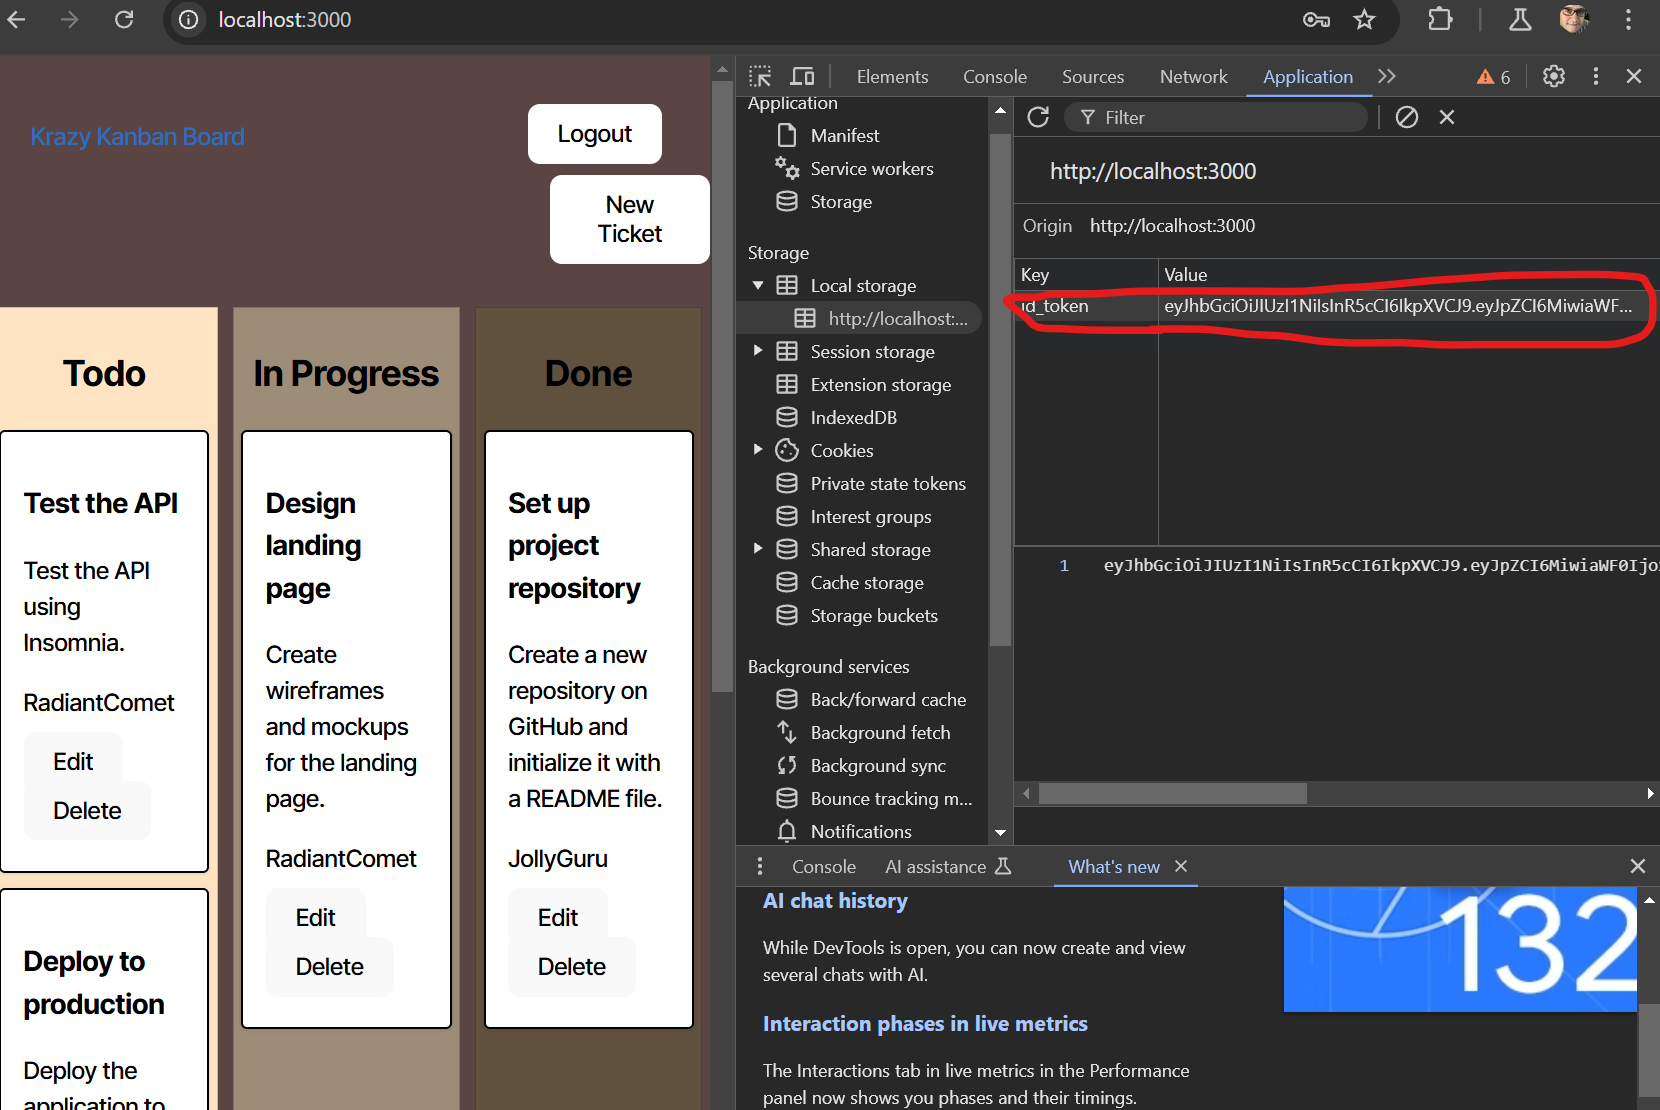 localhost:3000
Krazy Kanban Board
Logout
New
Ticket
Todo
Test the API
Test the API
using
Insomnia.
RadiantComet
Edit
Delete
Deploy to
production
Deploy the
application to
In Progress
Design
landing
page
Create
wireframes
and mockups
for the landing
page.
RadiantComet
Edit
Delete
Done
Set up
project
repository
Create a new
repository on
GitHub and
initialize it with
a README file.
JollyGuru
Edit
Delete
Elements Console Sources Network Application 6
Application
Manifest
Service workers
Storage
Storage
Local storage
http://localhost:...
Session storage
Extension storage
IndexedDB
Cookies
Private state tokens
Interest groups
Shared storage
Cache storage
Storage buckets
Background services
Back/forward cache
Background fetch
Background sync
Bounce tracking m...
Notifications
Filter
http://localhost:3000
Origin http://localhost:3000
Key Value
id_token eyJhbGciOiJIUzI1NiIsInR5cCI6IkpXVCJ9.eyJpZCI6MiwiaWF...
1 eyJhbGciOiJIUzI1NiIsInR5cCI6IkpXVCJ9.eyJpZCI6MiwiaWF0Ijo
Console AI assistance What's new
AI chat history
While DevTools is open, you can now create and view
several chats with AI.
Interaction phases in live metrics
The Interactions tab in live metrics in the Performance
panel now shows you phases and their timings.
132